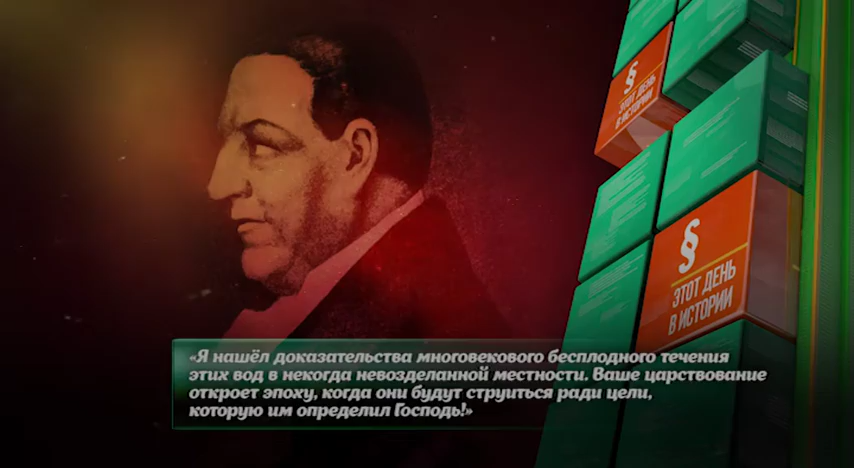 §
ЭТОТ ДЕНЬ
В ИСТОРИИ
§
ЭТОТ ДЕНЬ
В ИСТОРИИ
«Я нашёл доказательства многовекового бесплодного течения
этих вод в некогда невозделанной местности. Ваше царствование
откроет эпоху, когда они будут струиться ради цели,
которую им определил Господь!»